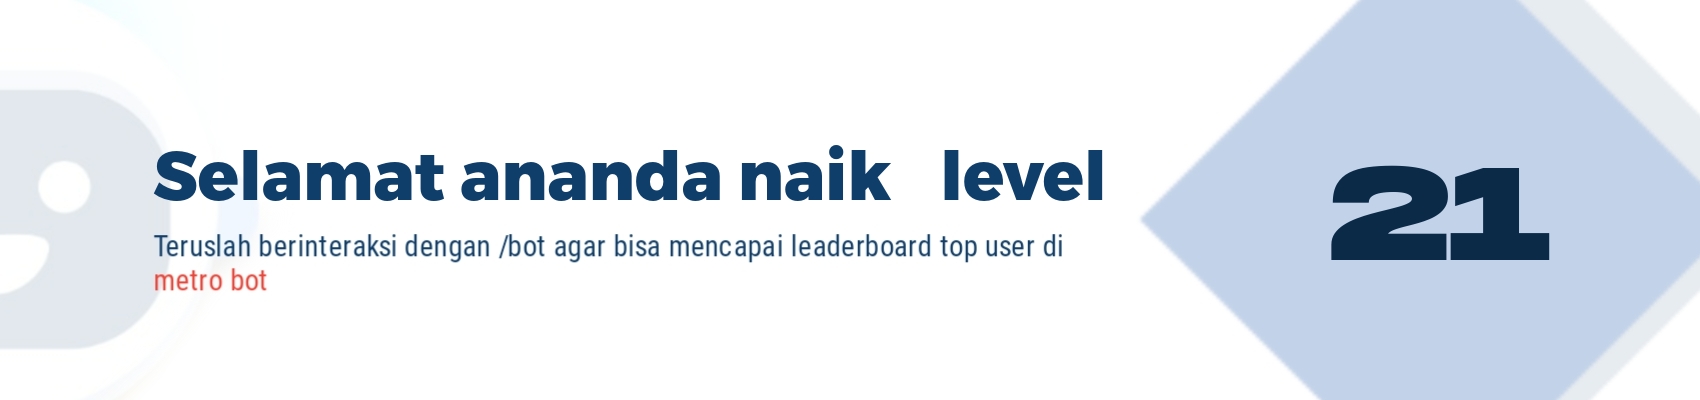 Selamat ananda naik level
21
Teruslah berinteraksi dengan /bot agar bisa mencapai leaderboard top user di
metro bot